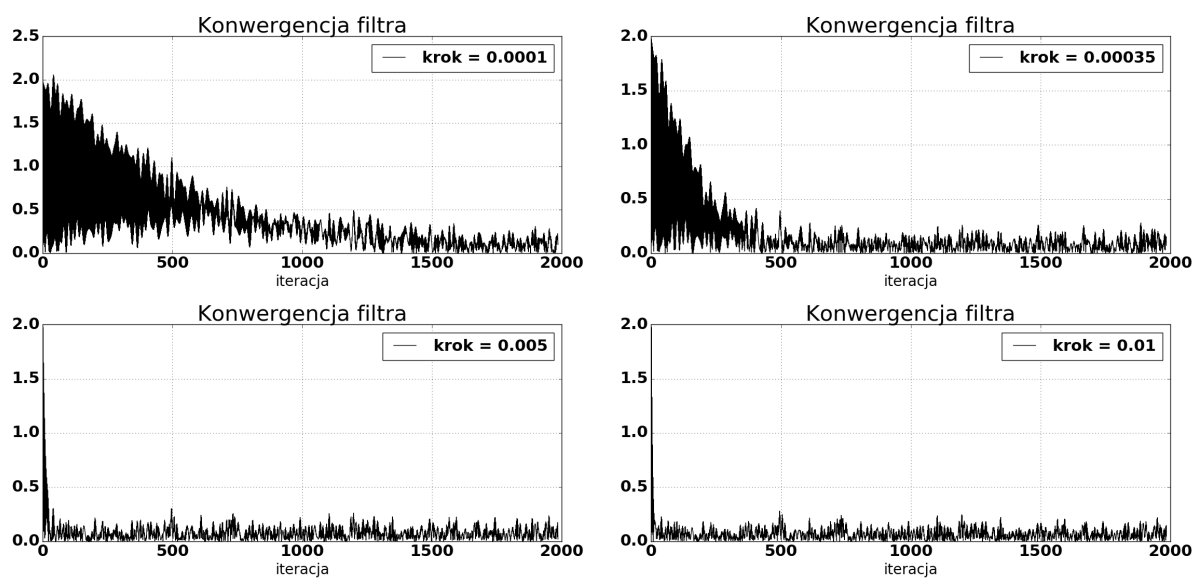 Konwergencja filtra
2.5
2.0
1.5
1.0
0.5
0.0
krok = 0.0001
0 500 1000 1500 2000
iteracja
Konwergencja filtra
2.0
1.5
1.0
0.5
0.0
krok = 0.00035
0 500 1000 1500 2000
iteracja
Konwergencja filtra
2.0
1.5
1.0
0.5
0.0
krok = 0.005
0 500 1000 1500 2000
iteracja
Konwergencja filtra
2.0
1.5
1.0
0.5
0.0
krok = 0.01
0 500 1000 1500 2000
iteracja